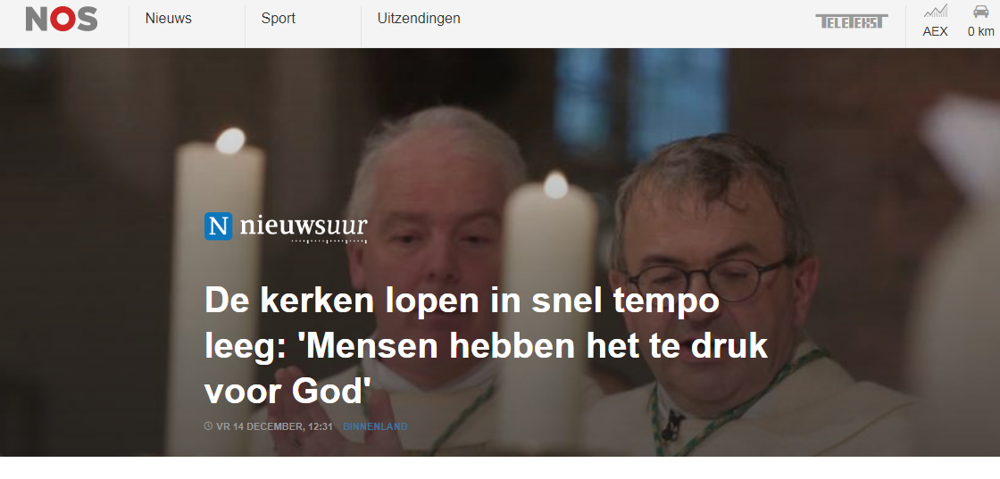 NOS
Nieuws
Sport
Uitzendingen
TELETEKST
AEX
0 km
N nieuwsuur
De kerken lopen in snel tempo
leeg: 'Mensen hebben het te druk
voor God'
VR 14 DECEMBER, 12:31 BINNENLAND